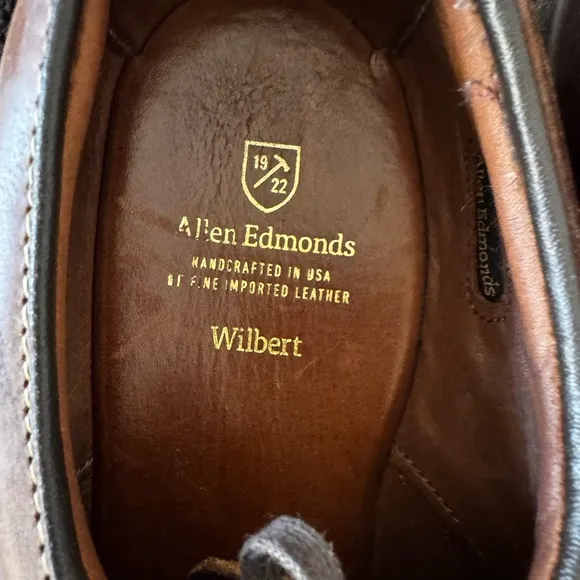 19
22
Allen Edmonds
HANDCRAFTED IN USA
OF FINE IMPORTED LEATHER
Wilbert
Allen Edmonds